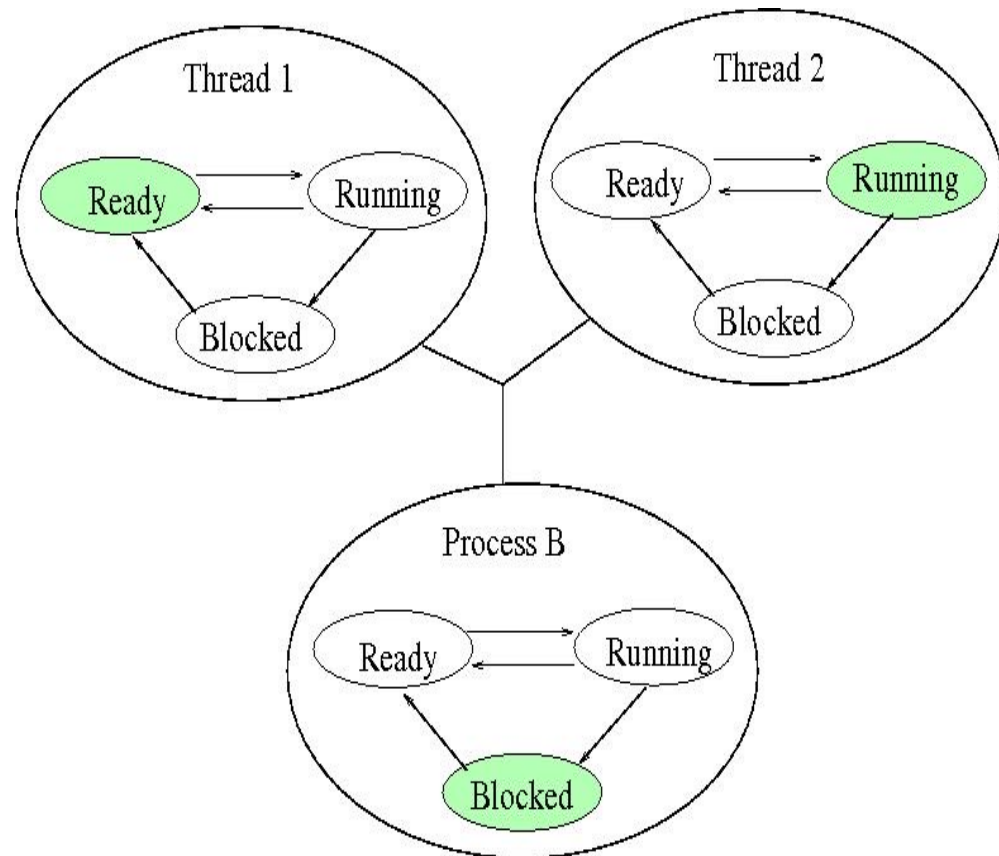 Thread 1
Ready
Running
Blocked
Thread 2
Ready
Running
Blocked
Process B
Ready
Running
Blocked